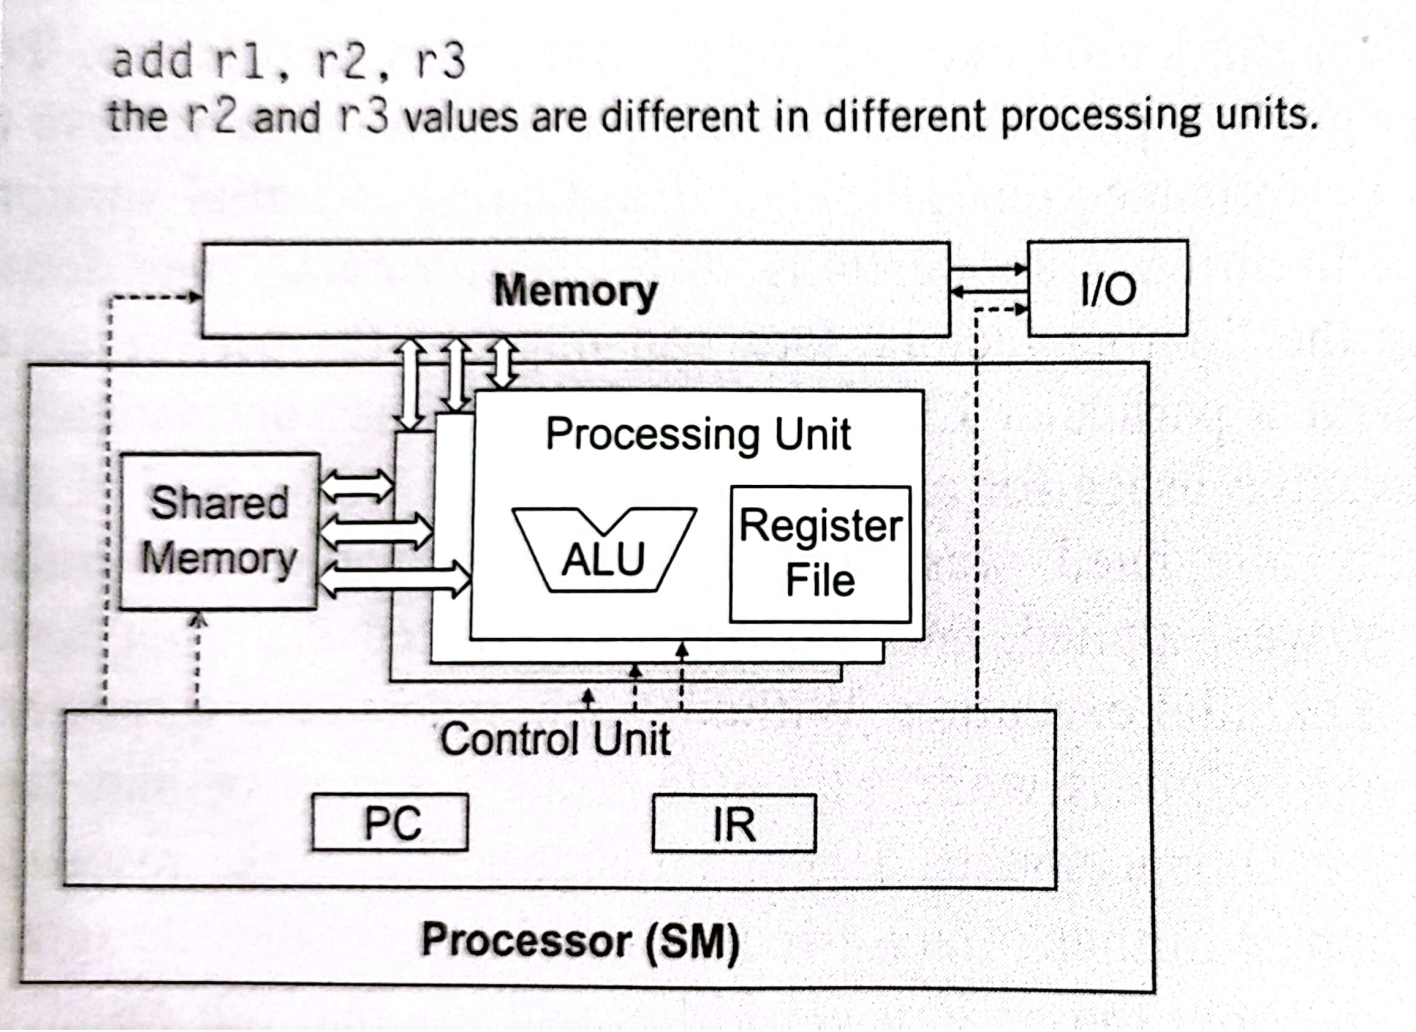 add r1, r2, r3
the r2 and r3 values are different in different processing units.
Memory
I/O
Processing Unit
Shared
Memory
ALU
Register
File
Control Unit
PC
IR
Processor (SM)